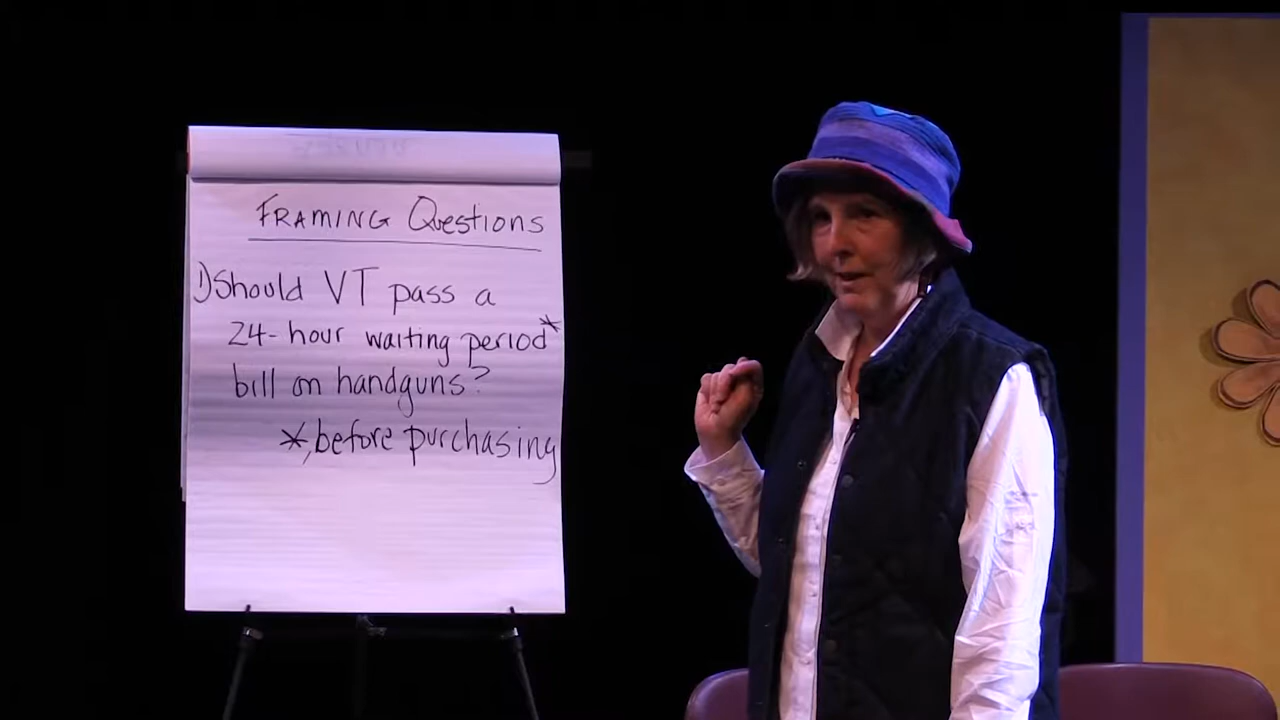 FRAMING Questions
1) Should VT pass a
24-hour waiting period*
bill on handguns?
*, before purchasing